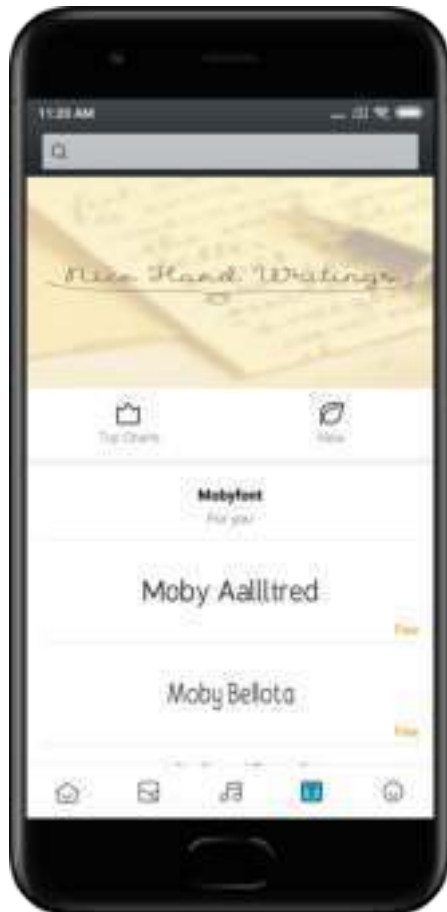 11:20 AM
Nice Hand Writings
Top Charts
New
Mobyfont
For you
Moby Aallltred
Free
Moby Bellota
Free